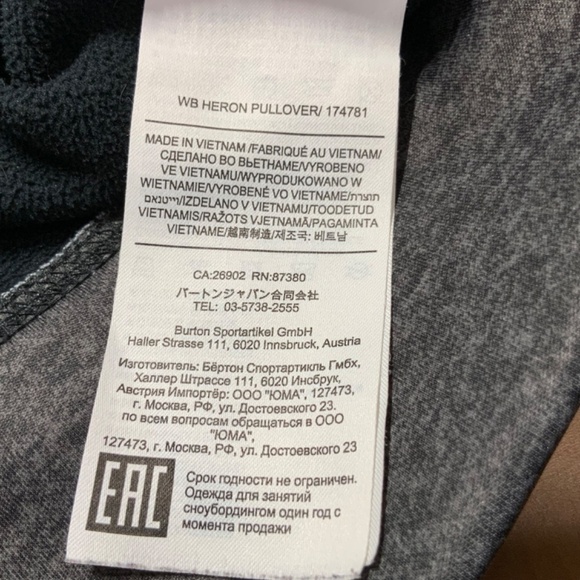 WB HERON PULLOVER/ 174781
MADE IN VIETNAM /FABRIQUÉ AU VIETNAM/
СДЕЛАНО ВО ВЬЕТНАМЕ/VYROBENO
VE VIETNAMU/WYPRODUKOWANO W
WIETNAMIE/VYROBENÉ VO VIETNAME/תוצרת
וייטנאם/IZDELANO V VIETNAMU/TOODETUD
VIETNAMIS/RAŽOTS VJETNAMĀ/PAGAMINTA
VIETNAME/越南制造/제조국: 베트남
CA:26902 RN:87380
バートンジャパン合同会社
TEL: 03-5738-2555
Burton Sportartikel GmbH
Haller Strasse 111, 6020 Innsbruck, Austria
Изготовитель: Бёртон Спортартикль Гмбх,
Халлер Штрассе 111, 6020 Инсбрук,
Австрия Импортёр: ООО "ЮМА", 127473,
г. Москва, РФ, ул. Достоевского 23.
по всем вопросам обращаться в ООО
"ЮМА",
127473, г. Москва, РФ, ул. Достоевского 23
EAC
Срок годности не ограничен.
Одежда для занятий
сноубордингом один год с
момента продажи